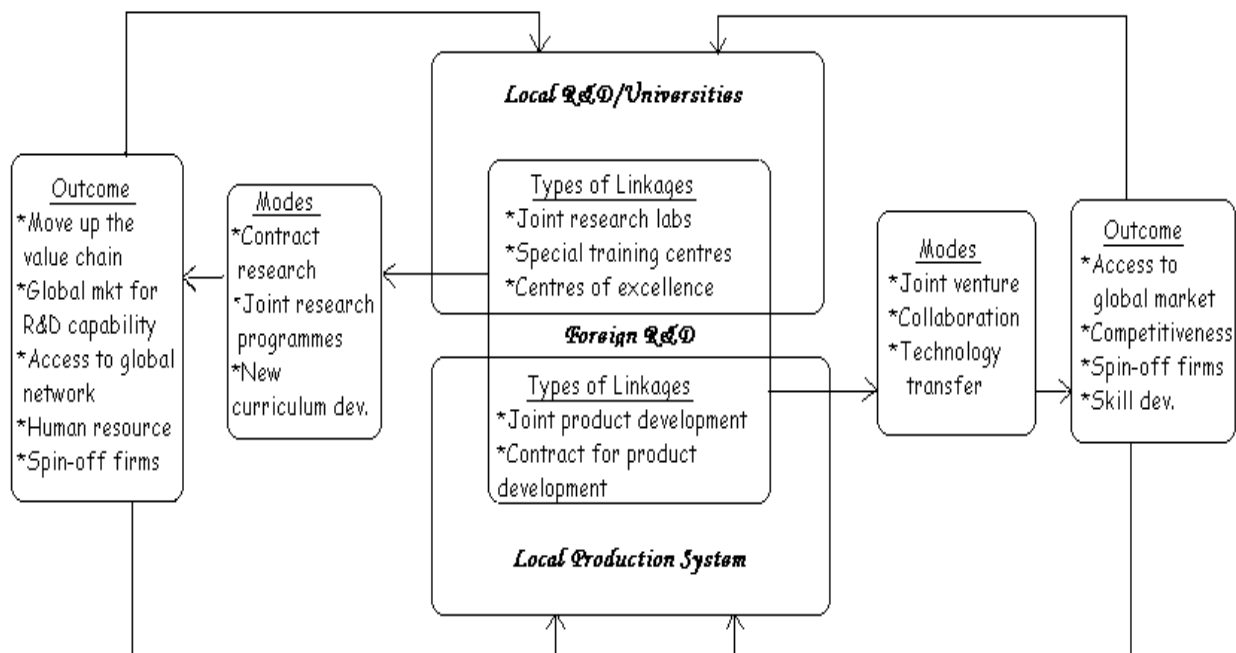 Local R&D/Universities
Outcome
*Move up the
value chain
*Global mkt for
R&D capability
*Access to global
network
*Human resource
*Spin-off firms
Modes
*Contract
research
*Joint research
programmes
*New
curriculum dev.
Types of Linkages
*Joint research labs
*Special training centres
*Centres of excellence
Foreign R&D
Types of Linkages
*Joint product development
*Contract for product
development
Local Production System
Modes
*Joint venture
*Collaboration
*Technology
transfer
Outcome
*Access to
global market
*Competitiveness
*Spin-off firms
*Skill dev.